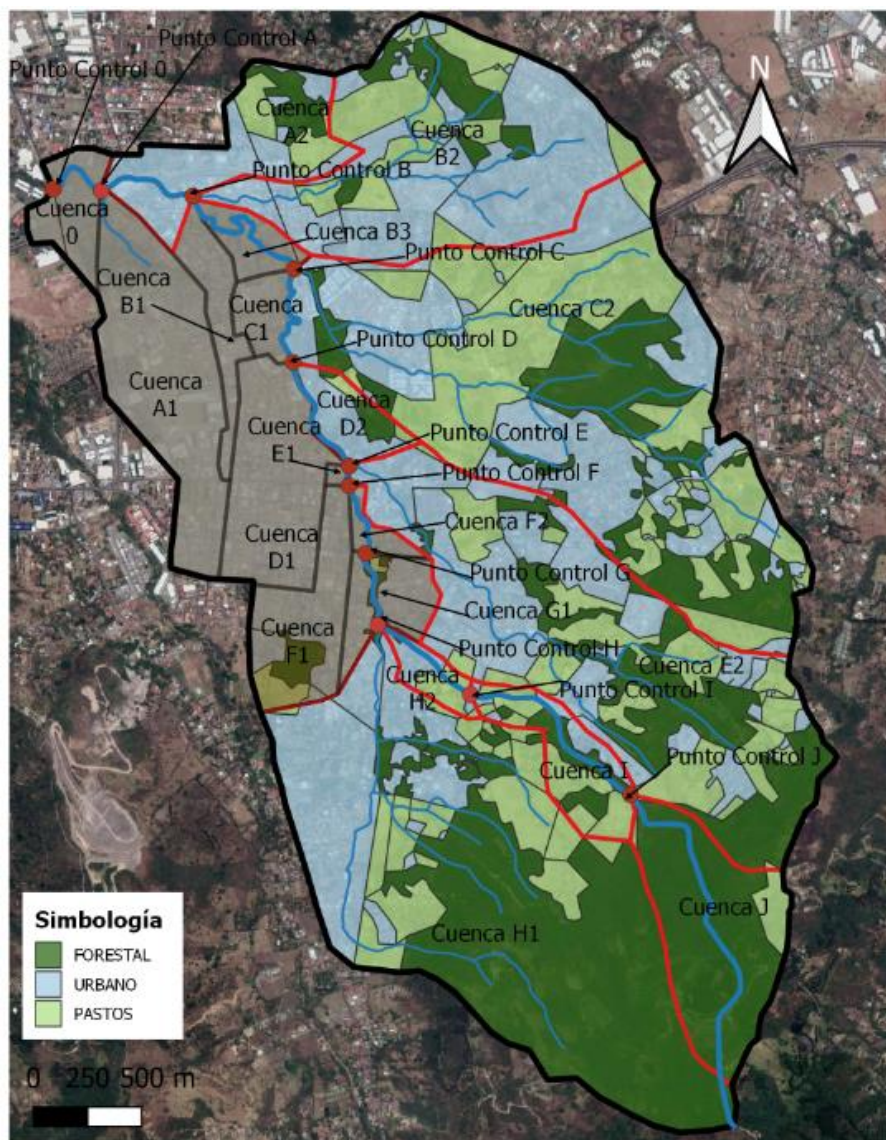 Punto Control A
Punto Control 0
N
Cuenca
A2
Cuenca
B2
Punto Control B
Cuenca
0
Cuenca B3
Punto Control C
Cuenca
B1
Cuenca
C1
Cuenca C2
Punto Control D
Cuenca
A1
Cuenca
D2
Cuenca
E1
Punto Control E
Punto Control F
Cuenca F2
Cuenca
D1
Punto Control G
Cuenca G1
Cuenca
F1
Punto Control H
Cuenca E2
Cuenca
H2
Punto Control I
Punto Control J
Cuenca I
Cuenca J
Cuenca H1
Simbología
FORESTAL
URBANO
PASTOS
0 250 500 m